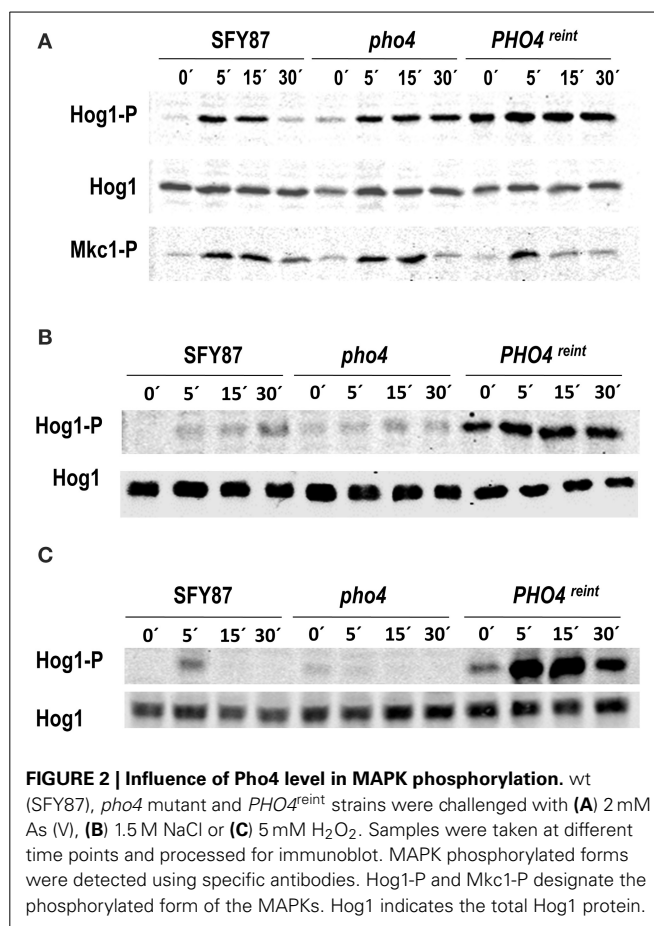 A
SFY87 pho4 PHO4 reint
0´ 5´ 15´ 30´ 0´ 5´ 15´ 30´ 0´ 5´ 15´ 30´
Hog1-P
Hog1
Mkc1-P
B
SFY87 pho4 PHO4 reint
0´ 5´ 15´ 30´ 0´ 5´ 15´ 30´ 0´ 5´ 15´ 30´
Hog1-P
Hog1
C
SFY87 pho4 PHO4 reint
0´ 5´ 15´ 30´ 0´ 5´ 15´ 30´ 0´ 5´ 15´ 30´
Hog1-P
Hog1
FIGURE 2 | Influence of Pho4 level in MAPK phosphorylation. wt
(SFY87), pho4 mutant and PHO4reint strains were challenged with (A) 2 mM
As (V), (B) 1.5 M NaCl or (C) 5 mM H2O2. Samples were taken at different
time points and processed for immunoblot. MAPK phosphorylated forms
were detected using specific antibodies. Hog1-P and Mkc1-P designate the
phosphorylated form of the MAPKs. Hog1 indicates the total Hog1 protein.